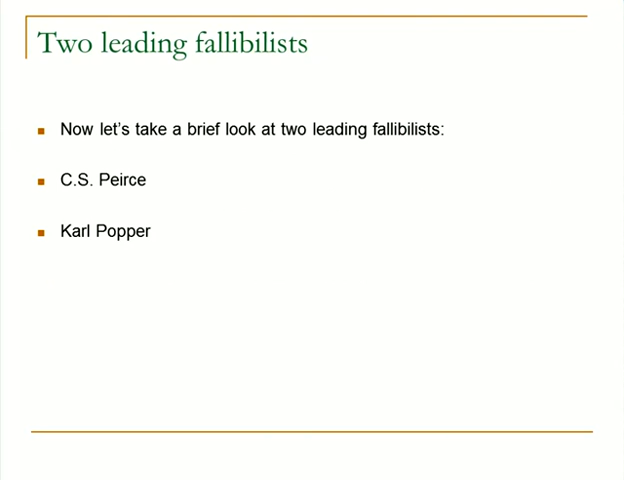 Two leading fallibilists
Now let's take a brief look at two leading fallibilists:
C.S. Peirce
Karl Popper